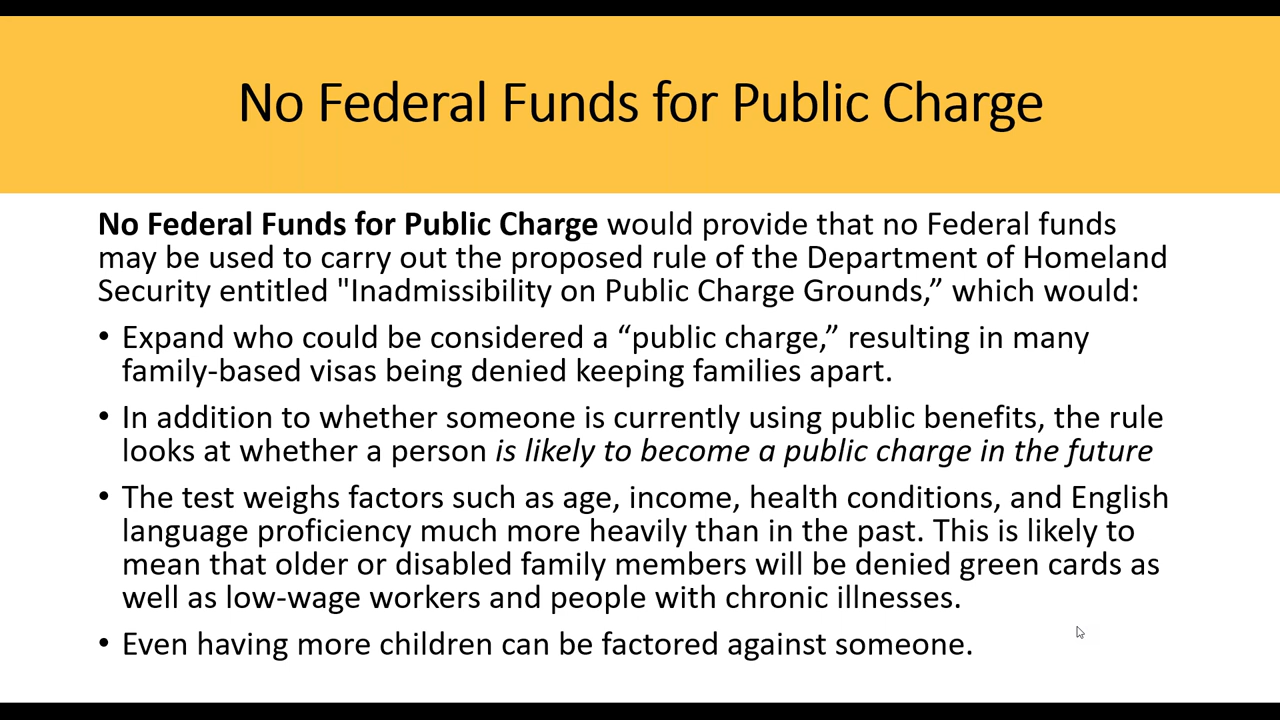 No Federal Funds for Public Charge
No Federal Funds for Public Charge would provide that no Federal funds
may be used to carry out the proposed rule of the Department of Homeland
Security entitled "Inadmissibility on Public Charge Grounds,” which would:
• Expand who could be considered a “public charge,” resulting in many
family-based visas being denied keeping families apart.
• In addition to whether someone is currently using public benefits, the rule
looks at whether a person is likely to become a public charge in the future
• The test weighs factors such as age, income, health conditions, and English
language proficiency much more heavily than in the past. This is likely to
mean that older or disabled family members will be denied green cards as
well as low-wage workers and people with chronic illnesses.
• Even having more children can be factored against someone.